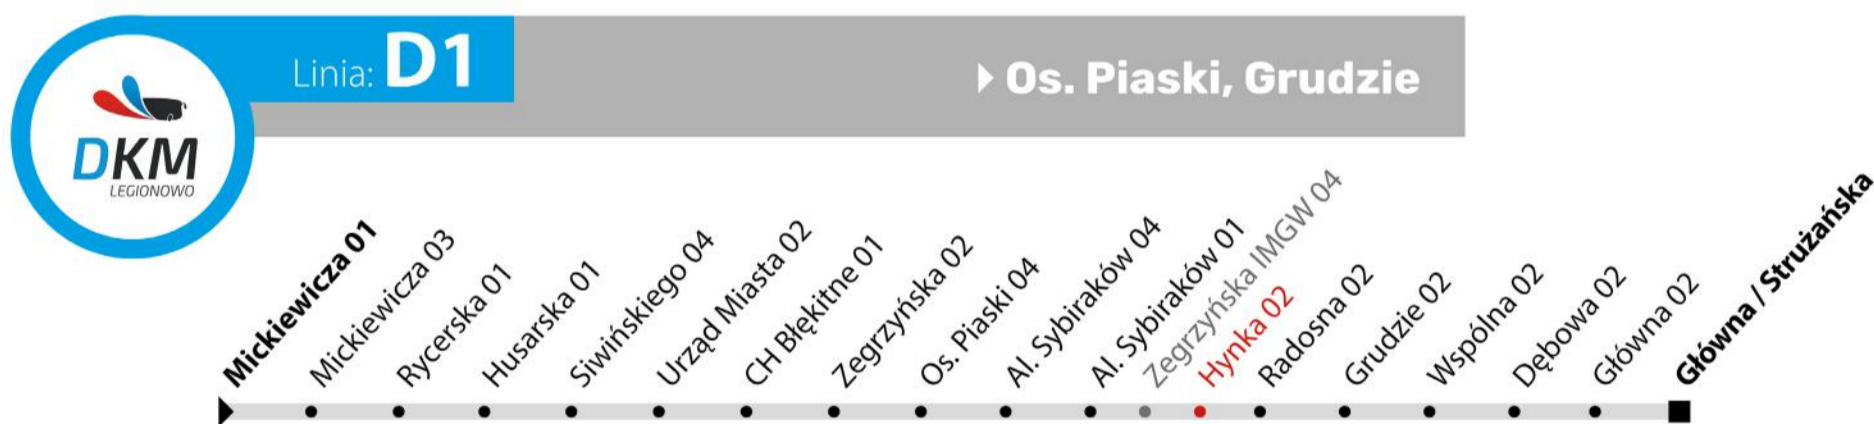 Linia: D1
Os. Piaski, Grudzie
DKM
LEGIONOWO
Mickiewicza 01
Mickiewicza 03
Rycerska 01
Husarska 01
Siwińskiego 04
Urząd Miasta 02
CH Błękitne 01
Zegrzyńska 02
Os. Piaski 04
Al. Sybiraków 04
Al. Sybiraków 01
Zegrzyńska IMGW 04
Hynka 02
Radosna 02
Grudzie 02
Wspólna 02
Dębowa 02
Główna 02
Główna / Strużańska